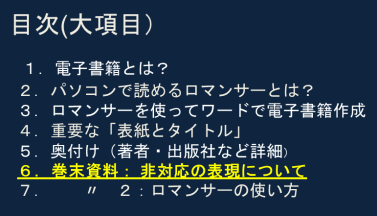 目次(大項目）
１．電子書籍とは？
２．パソコンで読めるロマンサーとは？
３．ロマンサーを使ってワードで電子書籍作成
４．重要な「表紙とタイトル」
５．奥付け（著者・出版社など詳細）
６．巻末資料： 非対応の表現について
７．　　〃　２：ロマンサーの使い方